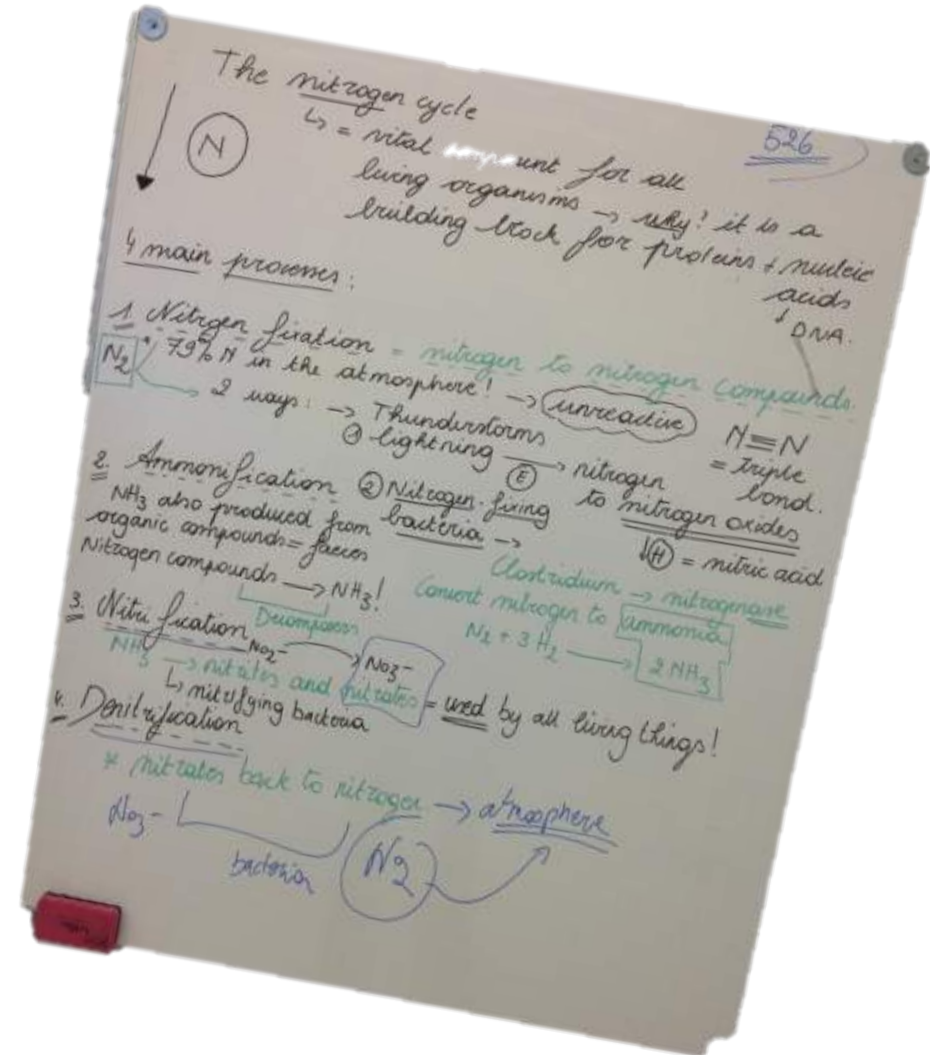 The nitrogen cycle
526
N
↳ = vital unt for all
living organisms → why? it is a
building block for proteins + nucleic
acids
↓ DNA.
4 main processes:
1. Nitrgen fixation = nitrogen to nitrogen compounds.
N2 * 79% N in the atmosphere! → unreactive
N≡N
= triple
bond.
2 ways: → Thunderstorms
① lightning → nitrogen
Ⓔ to nitrogen oxides
↓Ⓗ = nitric acid
② Nitrogen-fixing
bacteria →
Clostridium → nitrogenase
Convert nitrogen to ammonia
N2 + 3 H2 → 2 NH3
2. Ammonification
NH3 also produced from
organic compounds = faeces
Nitrogen compounds → NH3!
Decomposers
3. Nitrification
NO2- → NO3-
NH3 → nitrates and nitrates = used by all living things!
↳ nitrifying bacteria
4. Denitrification
* nitrates back to nitrogen → atmosphere
NO3-
bacteria
N2